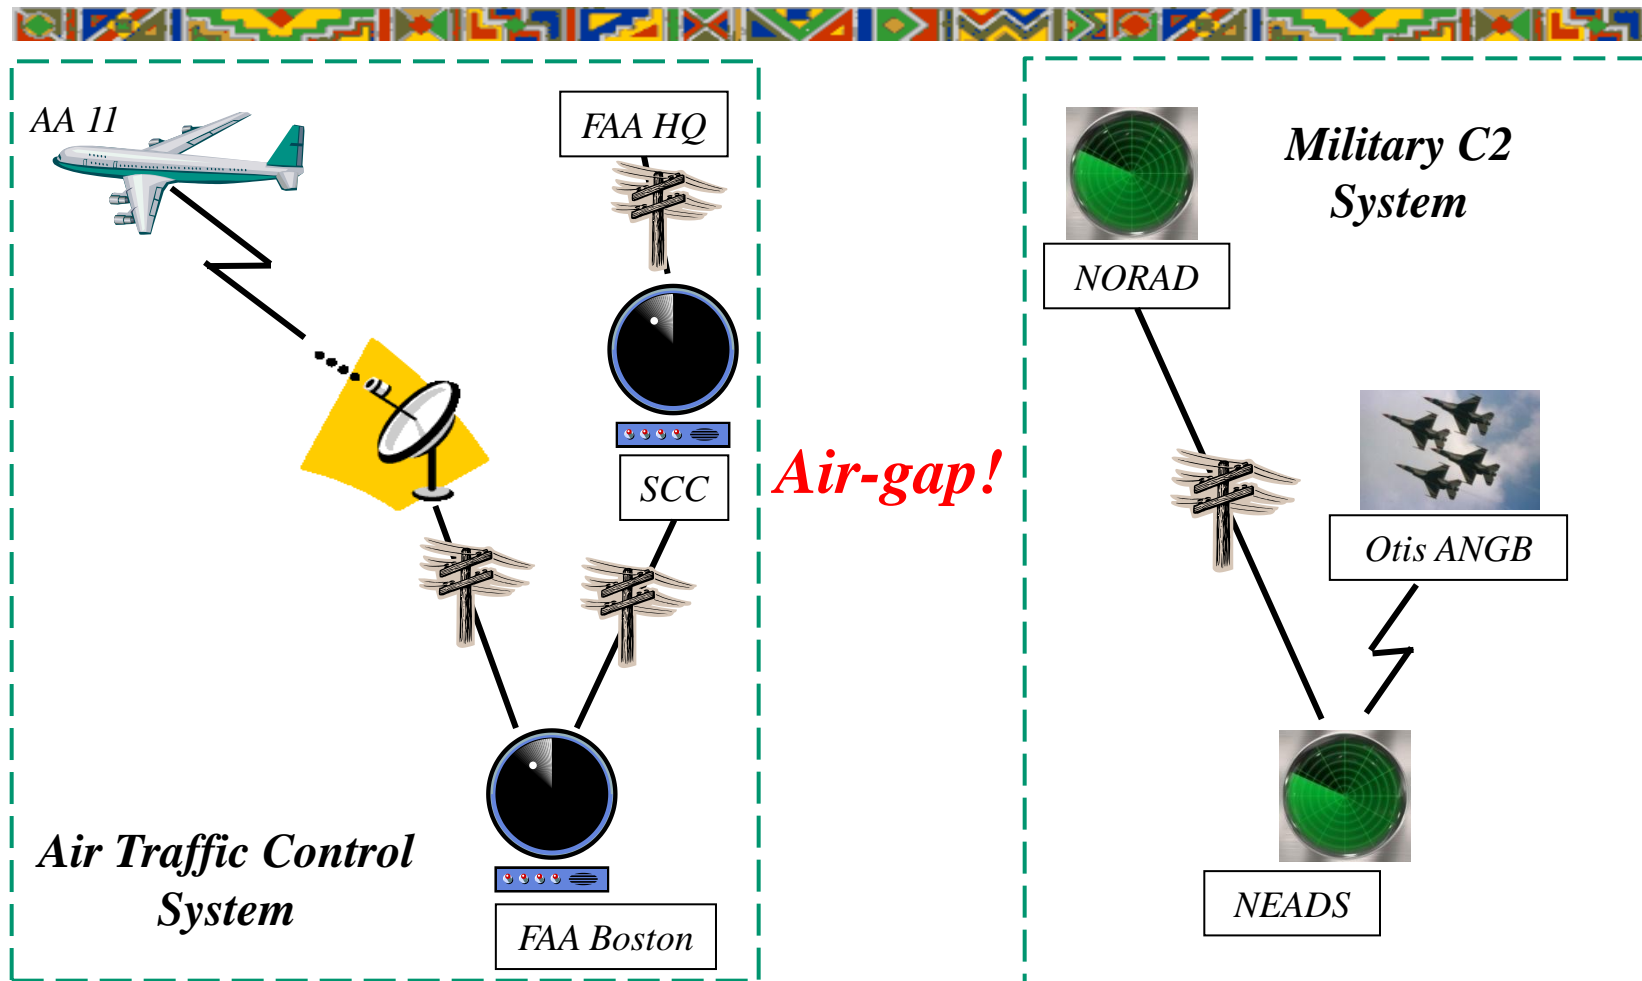 AA 11
FAA HQ
SCC
Air Traffic Control
System
FAA Boston
Air-gap!
Military C2
System
NORAD
Otis ANGB
NEADS